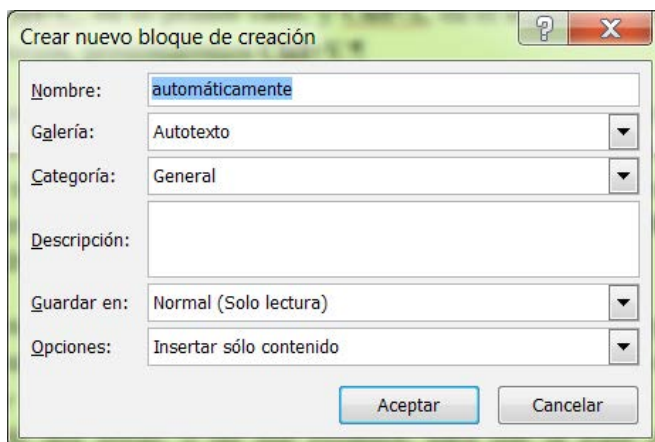 Crear nuevo bloque de creación
Nombre: automáticamente
Galería: Autotexto
Categoría: General
Descripción:
Guardar en: Normal (Solo lectura)
Opciones: Insertar sólo contenido
Aceptar Cancelar